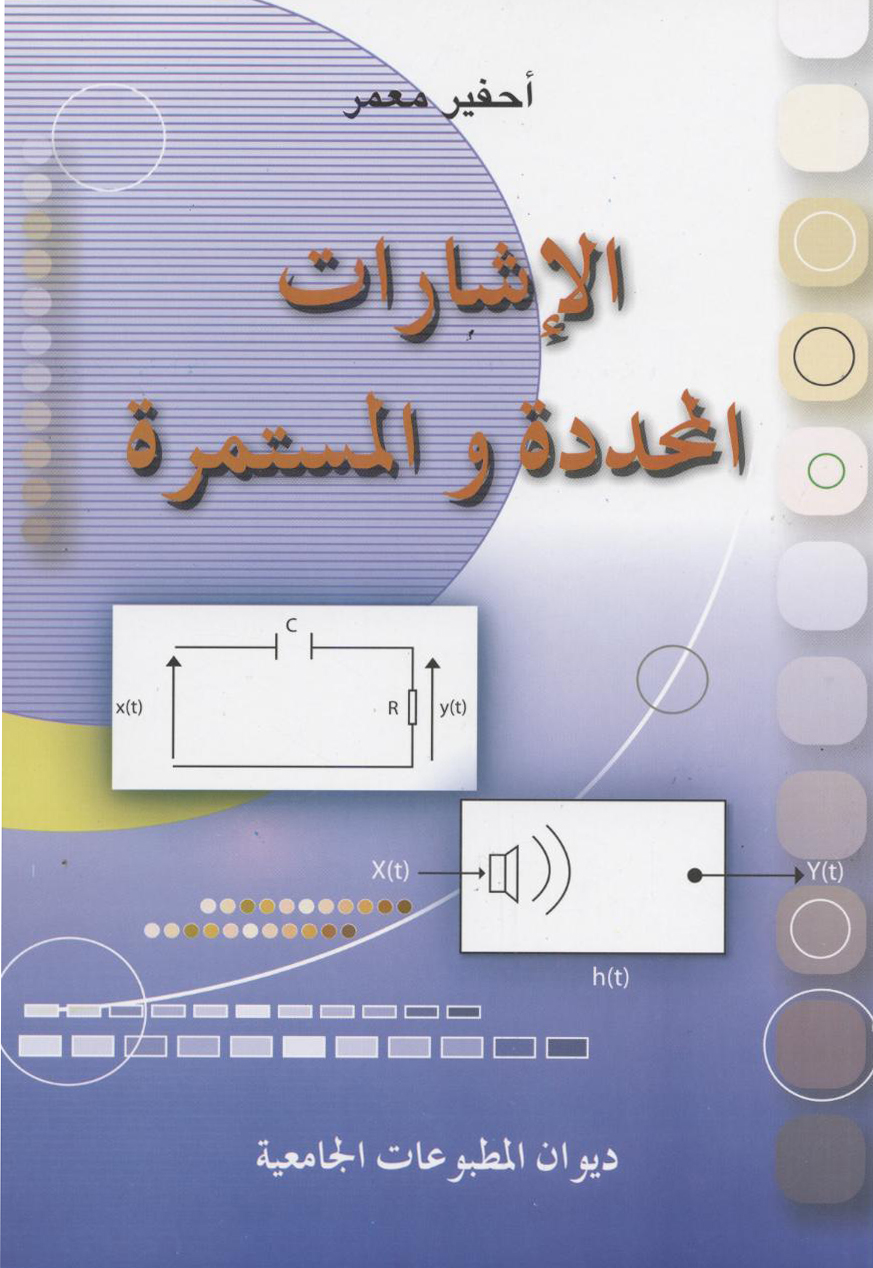 أحفير معمر
الإشارات
المحددة و المستمرة
C
x(t)
R
y(t)
X(t)
Y(t)
h(t)
ديوان المطبوعات الجامعية